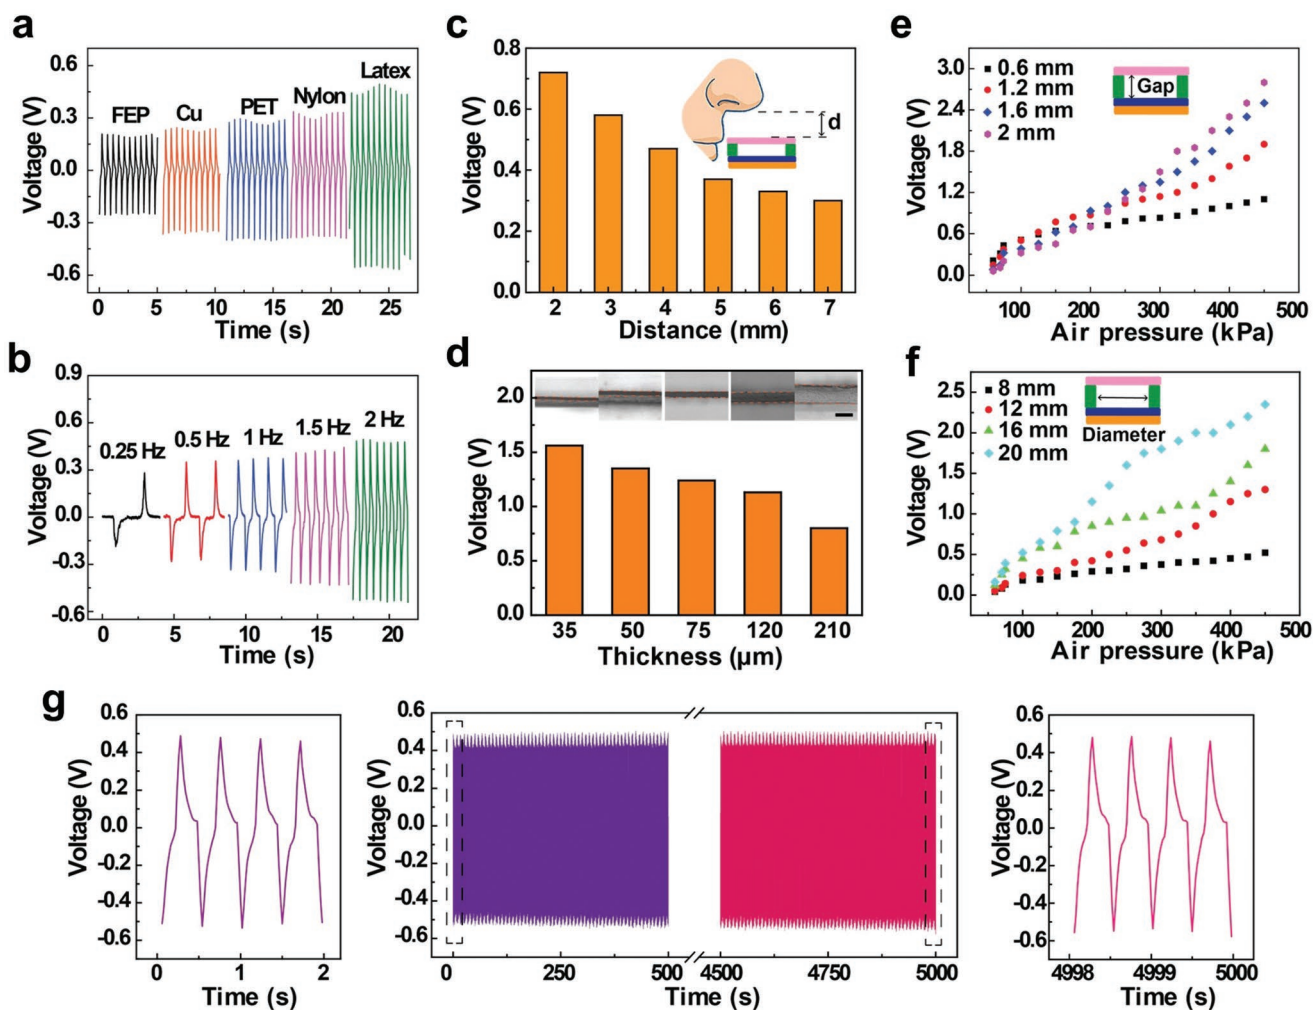 a
Voltage (V)
0.6
0.3
0.0
-0.3
-0.6
FEP
Cu
PET
Nylon
Latex
0 5 10 15 20 25
Time (s)
b
Voltage (V)
0.9
0.6
0.3
0.0
-0.3
-0.6
0.25 Hz
0.5 Hz
1 Hz
1.5 Hz
2 Hz
0 5 10 15 20
Time (s)
c
Voltage (V)
0.8
0.6
0.4
0.2
0.0
d
2 3 4 5 6 7
Distance (mm)
d
Voltage (V)
2.0
1.5
1.0
0.5
0.0
35 50 75 120 210
Thickness (μm)
e
Voltage (V)
3.0
2.4
1.8
1.2
0.6
0.0
0.6 mm
1.2 mm
1.6 mm
2 mm
Gap
100 200 300 400 500
Air pressure (kPa)
f
Voltage (V)
2.5
2.0
1.5
1.0
0.5
0.0
8 mm
12 mm
16 mm
20 mm
Diameter
100 200 300 400 500
Air pressure (kPa)
g
Voltage (V)
0.6
0.4
0.2
0.0
-0.2
-0.4
-0.6
0 1 2
Time (s)
Voltage (V)
0.6
0.4
0.2
0.0
-0.2
-0.4
-0.6
0 250 500 4500 4750 5000
Time (s)
Time (s)
Voltage (V)
0.6
0.4
0.2
0.0
-0.2
-0.4
-0.6
4998 4999 5000
Time (s)